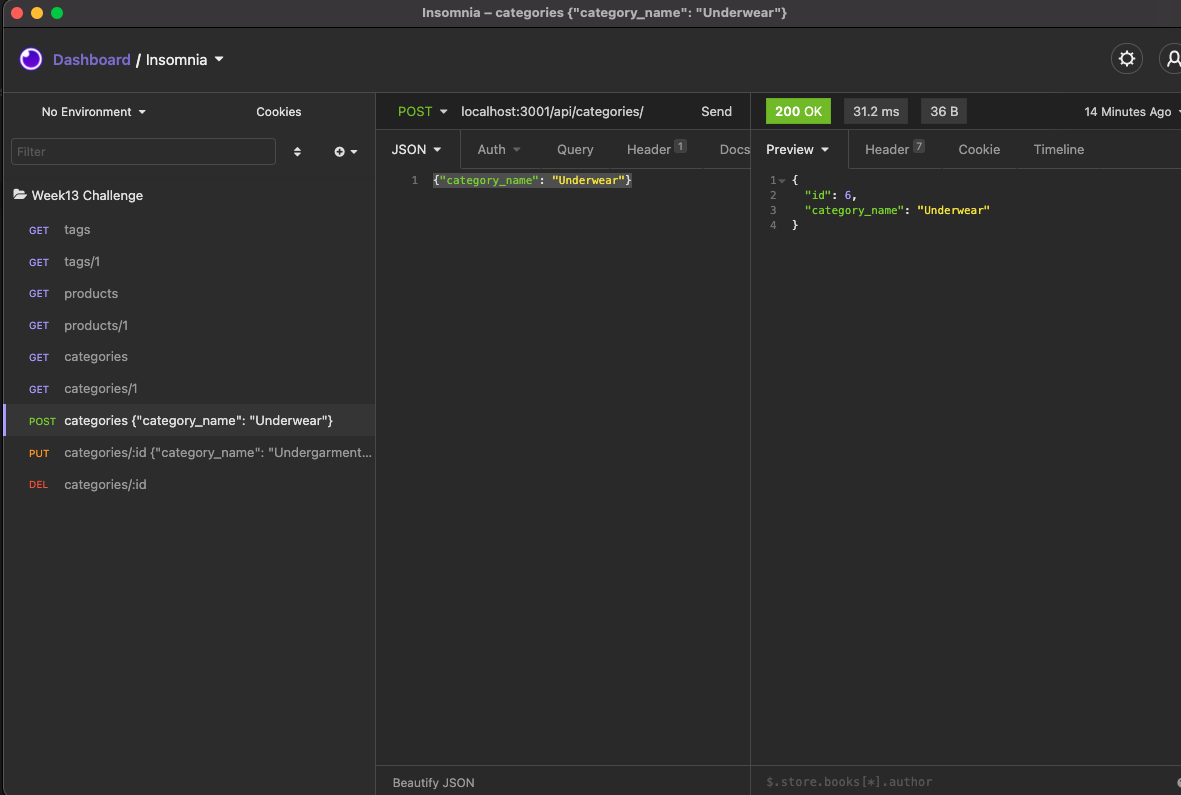 Insomnia – categories {"category_name": "Underwear"}
Dashboard / Insomnia
No Environment Cookies
Filter
Week13 Challenge
GET tags
GET tags/1
GET products
GET products/1
GET categories
GET categories/1
POST categories {"category_name": "Underwear"}
PUT categories/:id {"category_name": "Undergarment...
DEL categories/:id
POST localhost:3001/api/categories/ Send
JSON Auth Query Header 1 Docs
1 {"category_name": "Underwear"}
Beautify JSON
200 OK 31.2 ms 36 B 14 Minutes Ago
Preview Header 7 Cookie Timeline
1 {
2 "id": 6,
3 "category_name": "Underwear"
4 }
$.store.books[*].author